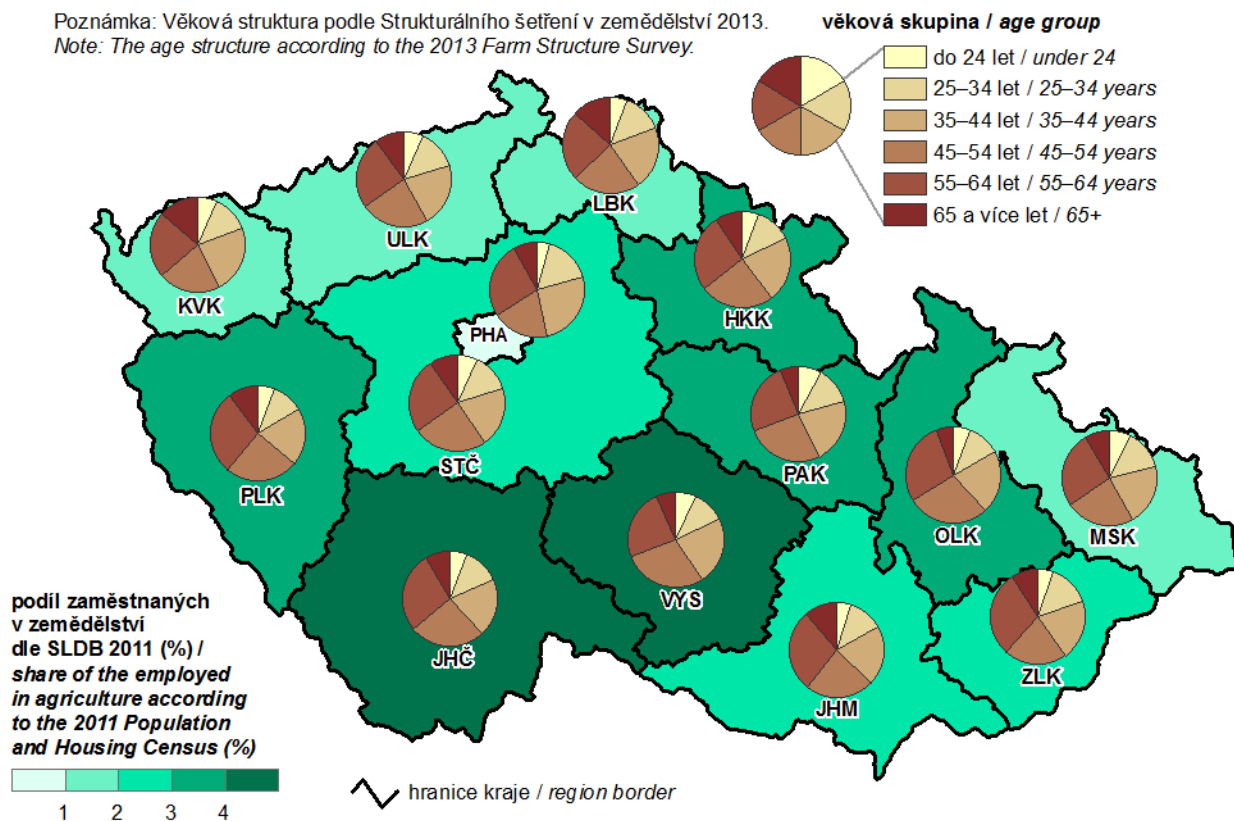 Poznámka: Věková struktura podle Strukturálního šetření v zemědělství 2013.
Note: The age structure according to the 2013 Farm Structure Survey.
věková skupina / age group
do 24 let / under 24
25–34 let / 25–34 years
35–44 let / 35–44 years
45–54 let / 45–54 years
55–64 let / 55–64 years
65 a více let / 65+
LBK
ULK
KVK
HKK
PHA
STČ
PAK
PLK
OLK
MSK
VYS
JHČ
ZLK
JHM
podíl zaměstnaných
v zemědělství
dle SLDB 2011 (%) /
share of the employed
in agriculture according
to the 2011 Population
and Housing Census (%)
1 2 3 4
hranice kraje / region border